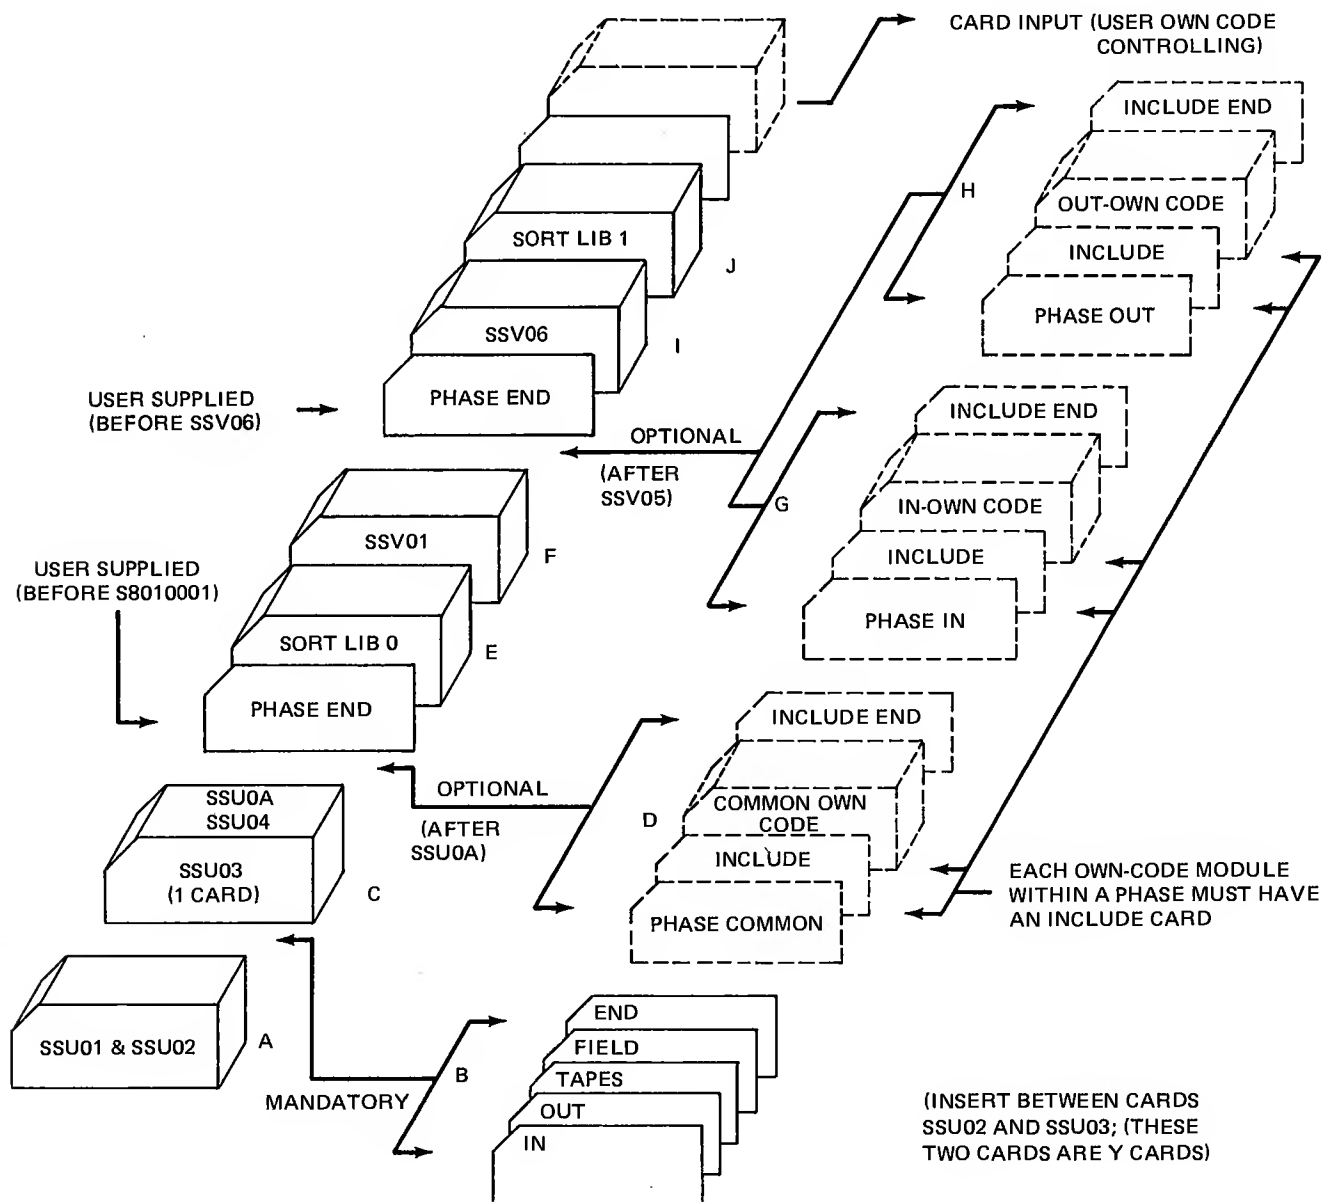 CARD INPUT (USER OWN CODE
CONTROLLING)
INCLUDE END
H
OUT-OWN CODE
SORT LIB 1
INCLUDE
J
PHASE OUT
SSV06
I
PHASE END
USER SUPPLIED
(BEFORE SSV06)
INCLUDE END
OPTIONAL
(AFTER
SSV05)
G
IN-OWN CODE
SSV01
F
INCLUDE
USER SUPPLIED
(BEFORE S8010001)
PHASE IN
SORT LIB 0
E
PHASE END
INCLUDE END
OPTIONAL
(AFTER
SSU0A)
SSU0A
SSU04
D
COMMON OWN
CODE
SSU03
(1 CARD)
C
INCLUDE
EACH OWN-CODE MODULE
WITHIN A PHASE MUST HAVE
AN INCLUDE CARD
PHASE COMMON
END
SSU01 & SSU02
A
FIELD
B
TAPES
MANDATORY
OUT
IN
(INSERT BETWEEN CARDS
SSU02 AND SSU03; (THESE
TWO CARDS ARE Y CARDS)